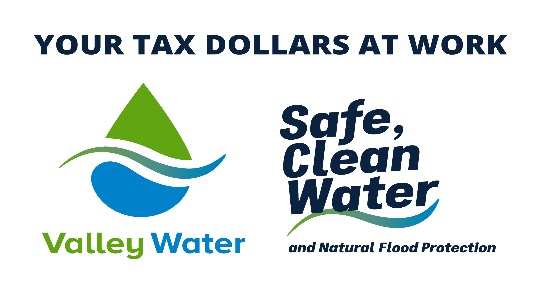 YOUR TAX DOLLARS AT WORK
Valley Water
Safe,
Clean
Water
and Natural Flood Protection